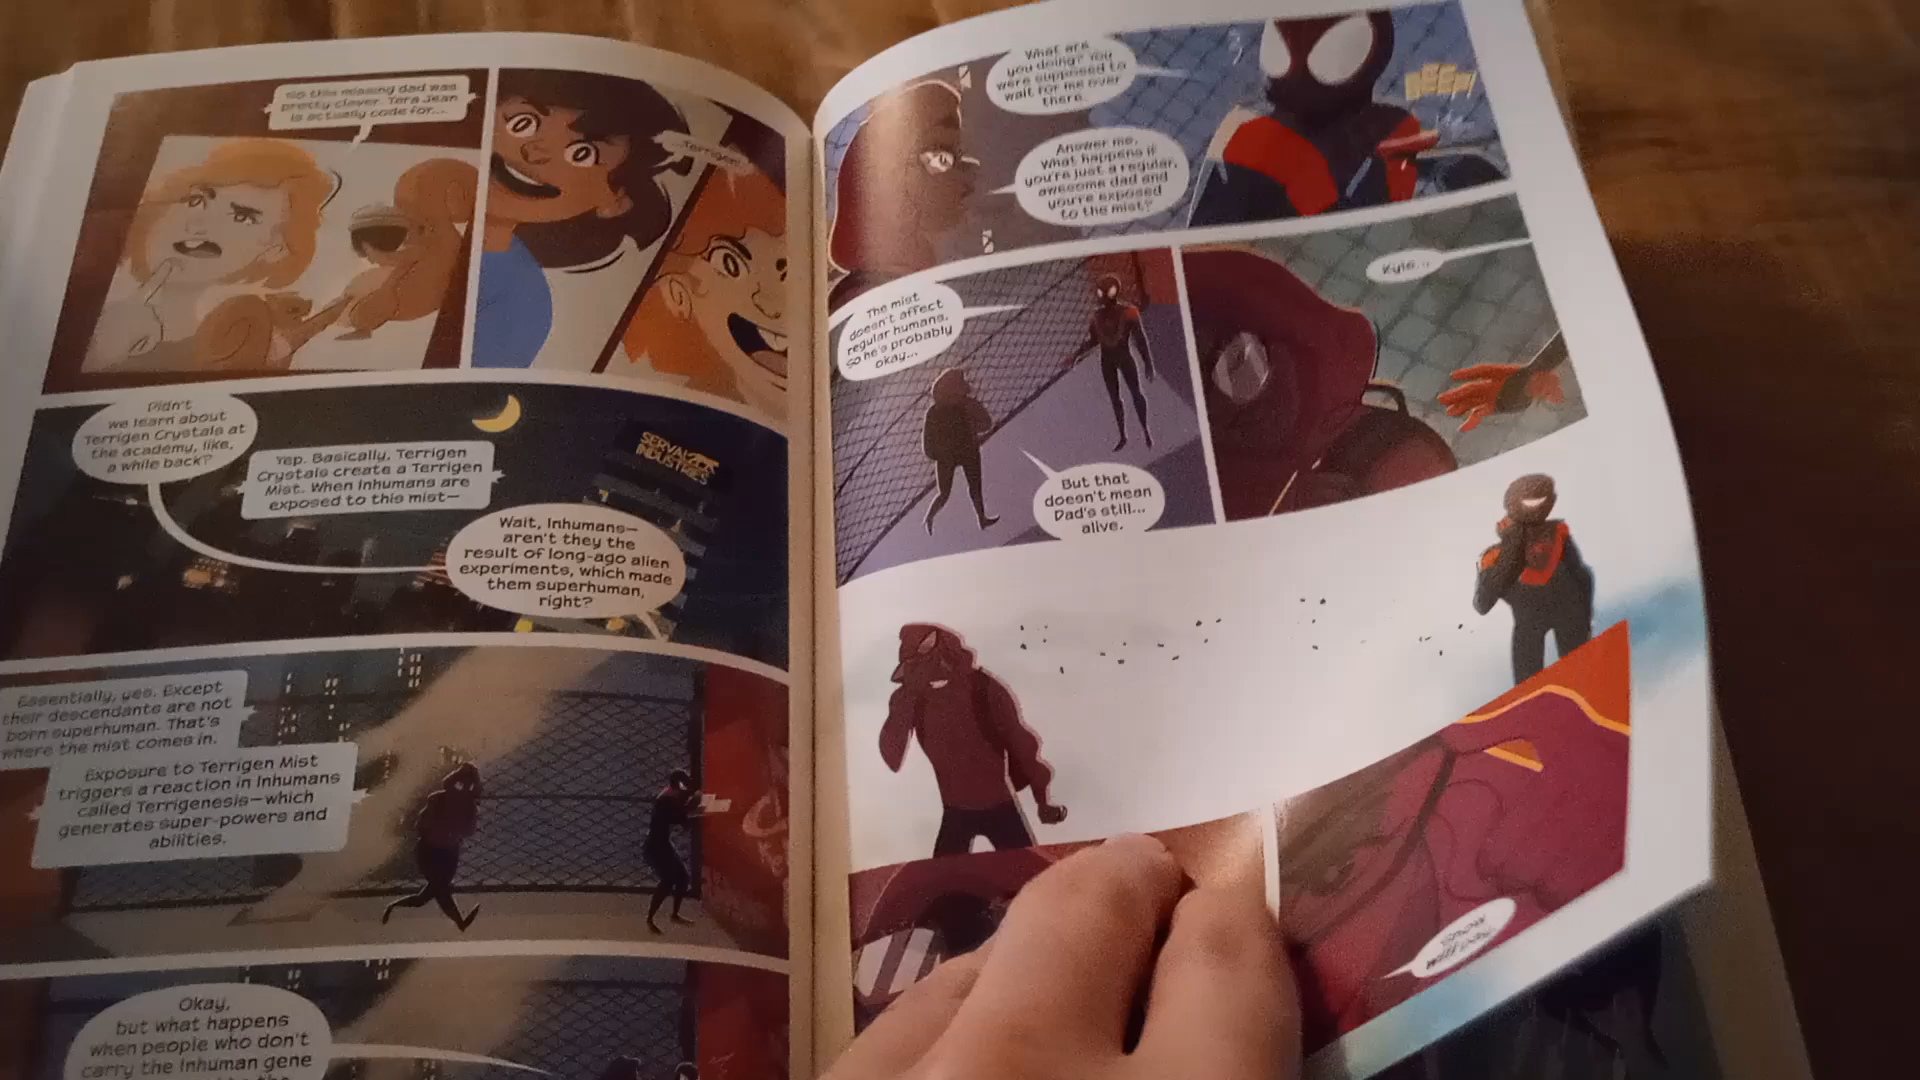 So this missing dad was
pretty clever. Tera Jean
is actually code for...
...Terrigen!
Didn't
we learn about
Terrigen Crystals at
the academy, like,
a while back?
Yep. Basically, Terrigen
Crystals create a Terrigen
Mist. When Inhumans are
exposed to this mist—
SERVAL
INDUSTRIES
Wait, Inhumans—
aren't they the
result of long-ago alien
experiments, which made
them superhuman,
right?
Essentially, yes. Except
their descendants are not
born superhuman. That's
where the mist comes in.
Exposure to Terrigen Mist
triggers a reaction in Inhumans
called Terrigenesis—which
generates super-powers and
abilities.
Okay,
but what happens
when people who don't
carry the Inhuman gene
What are
you doing? You
were supposed to
wait for me over
there.
BEEP!
Answer me.
What happens if
you're just a regular,
awesome dad and
you're exposed
to the mist?
The mist
doesn't affect
regular humans,
so he's probably
okay...
But that
doesn't mean
Dad's still...
alive.
Kyle...